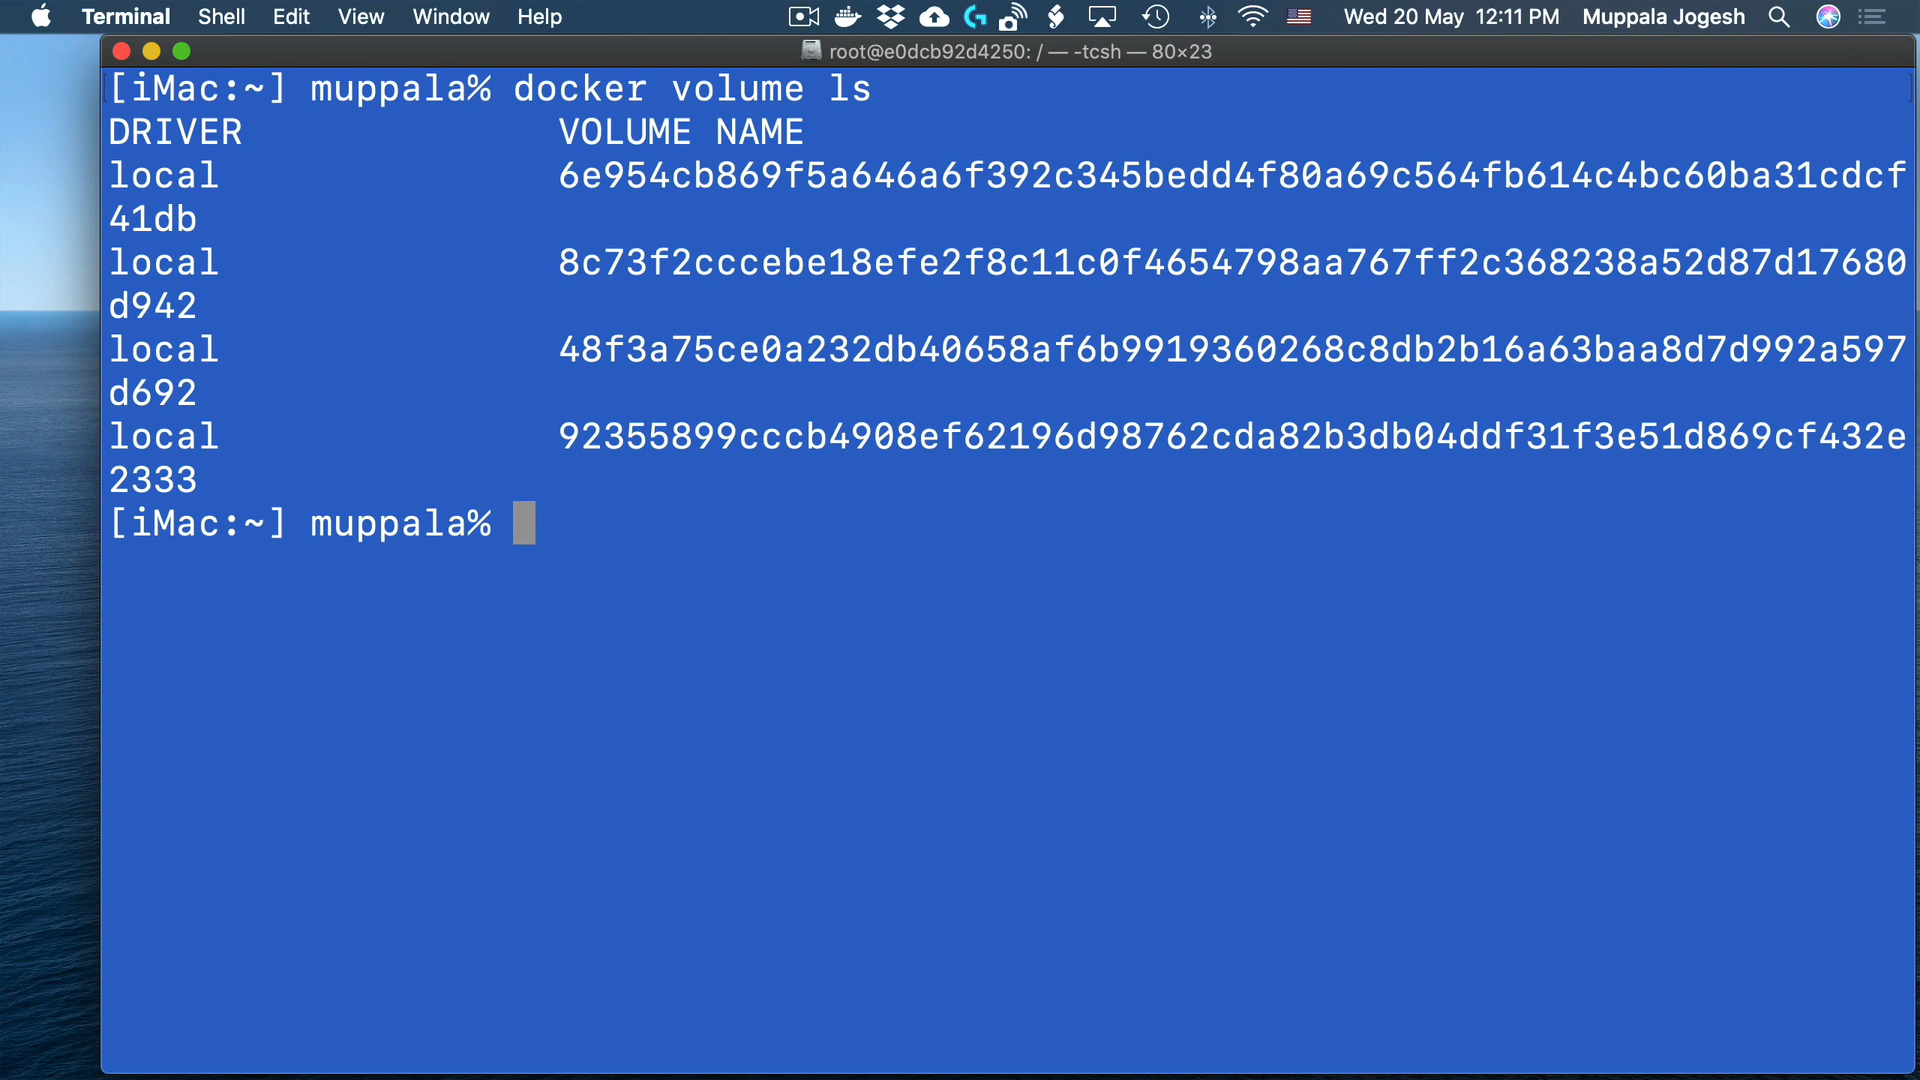 Terminal Shell Edit View Window Help Wed 20 May 12:11 PM Muppala Jogesh
root@e0dcb92d4250: / — -tcsh — 80×23
[iMac:~] muppala% docker volume ls
DRIVER VOLUME NAME
local 6e954cb869f5a646a6f392c345bedd4f80a69c564fb614c4bc60ba31cdcf
41db
local 8c73f2cccebe18efe2f8c11c0f4654798aa767ff2c368238a52d87d17680
d942
local 48f3a75ce0a232db40658af6b9919360268c8db2b16a63baa8d7d992a597
d692
local 92355899cccb4908ef62196d98762cda82b3db04ddf31f3e51d869cf432e
2333
[iMac:~] muppala%